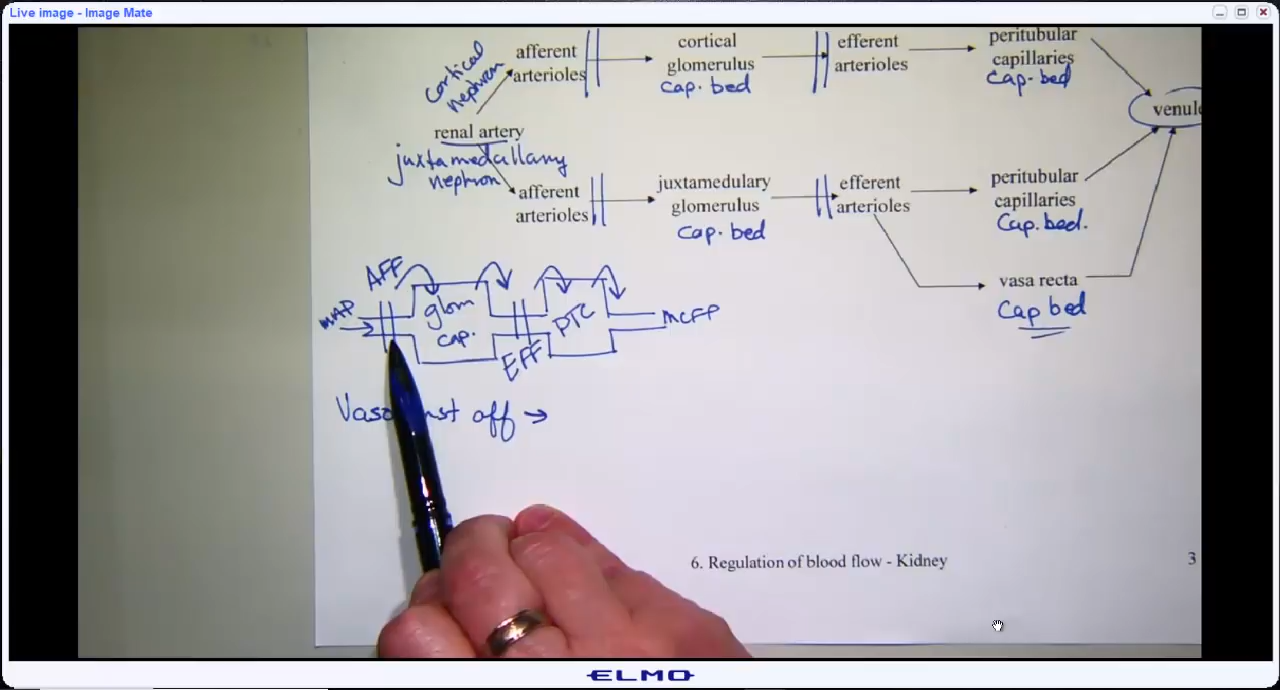 Live image - Image Mate
cortical
nephron
afferent
arterioles
cortical
glomerulus
cap. bed
efferent
arterioles
peritubular
capillaries
Cap. bed
renal artery
juxtamedallany
nephron
venule
afferent
arterioles
juxtamedulary
glomerulus
cap. bed
efferent
arterioles
peritubular
capillaries
Cap. bed.
vasa recta
Cap bed
AFF
MAP
glom
cap.
EFF
PTC
MCFP
aff →
6. Regulation of blood flow - Kidney
3
ELMO